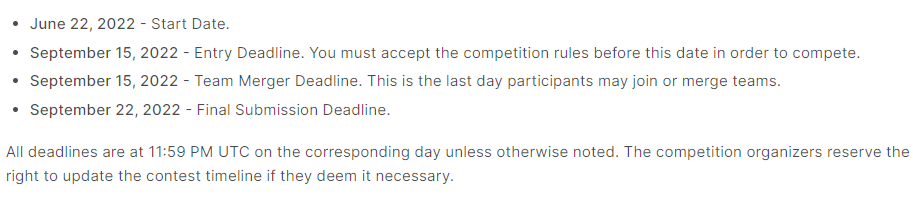 June 22, 2022 - Start Date.
September 15, 2022 - Entry Deadline. You must accept the competition rules before this date in order to compete.
September 15, 2022 - Team Merger Deadline. This is the last day participants may join or merge teams.
September 22, 2022 - Final Submission Deadline.
All deadlines are at 11:59 PM UTC on the corresponding day unless otherwise noted. The competition organizers reserve the
right to update the contest timeline if they deem it necessary.